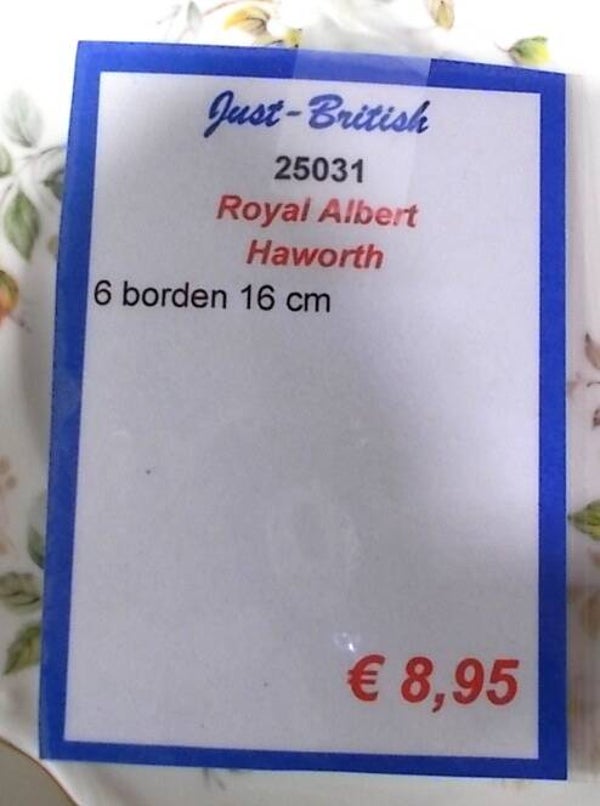 Just-British
25031
Royal Albert
Haworth
6 borden 16 cm
€ 8,95